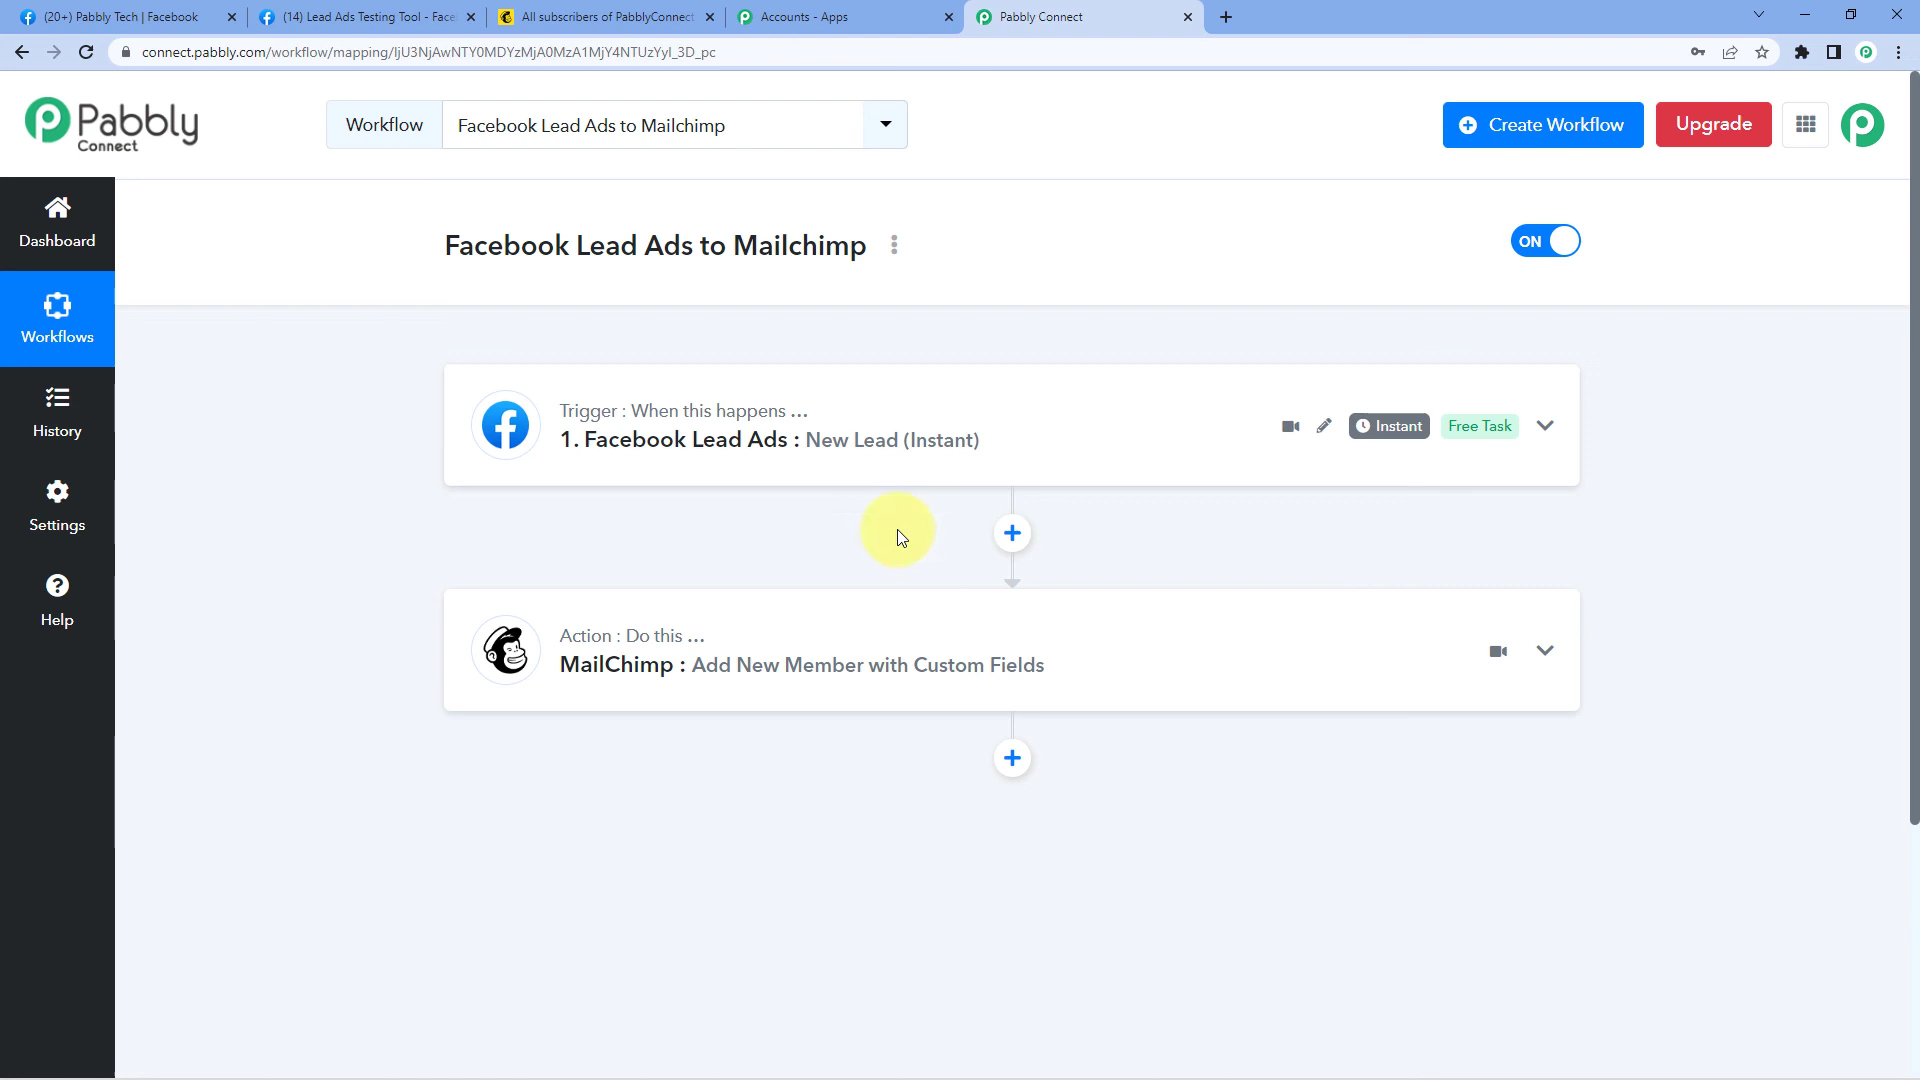 (20+) Pabbly Tech | Facebook
(14) Lead Ads Testing Tool - Face
All subscribers of PabblyConnect
Accounts - Apps
Pabbly Connect
connect.pabbly.com/workflow/mapping/IjU3NjAwNTY0MDYzMjA0MzA1MjY4NTUzYyI_3D_pc
Pabbly
Connect
Workflow
Facebook Lead Ads to Mailchimp
Create Workflow
Upgrade
Dashboard
Workflows
History
Settings
Help
Facebook Lead Ads to Mailchimp
ON
Trigger : When this happens ...
1. Facebook Lead Ads : New Lead (Instant)
Instant
Free Task
Action : Do this ...
MailChimp : Add New Member with Custom Fields